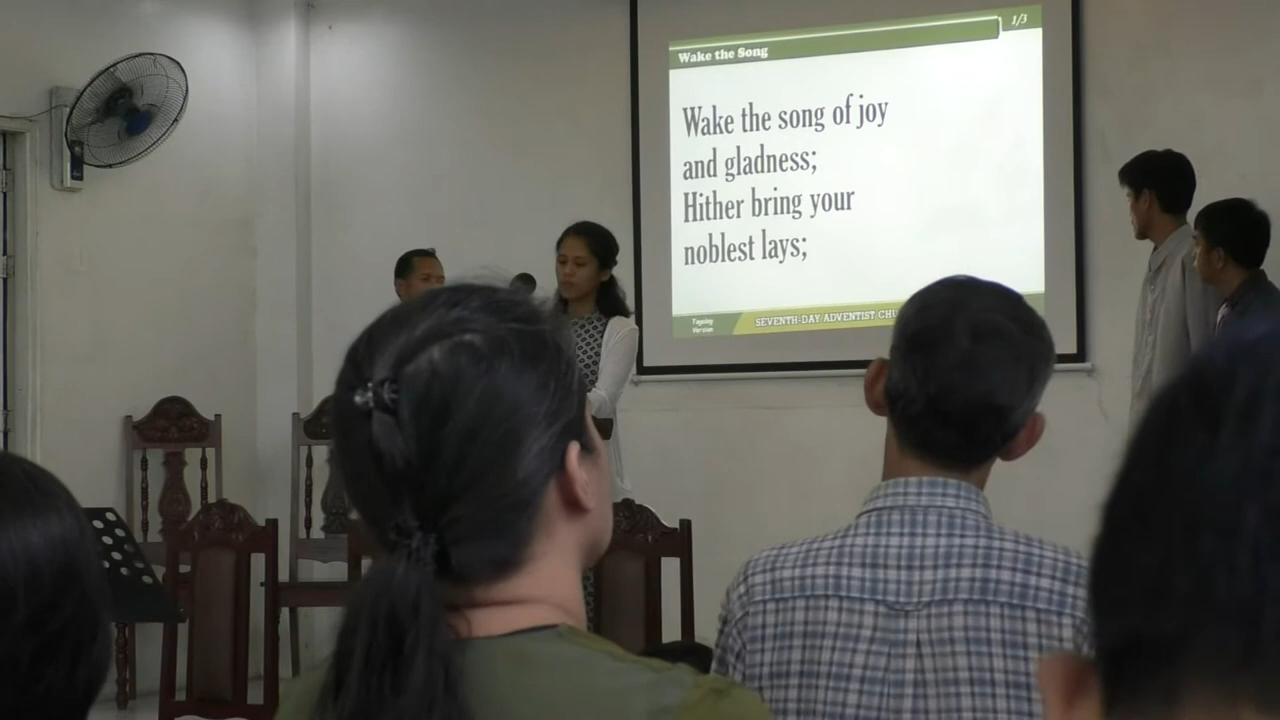 1/3
Wake the Song
Wake the song of joy
and gladness;
Hither bring your
noblest lays;
Tagalog
Version
SEVENTH-DAY ADVENTIST